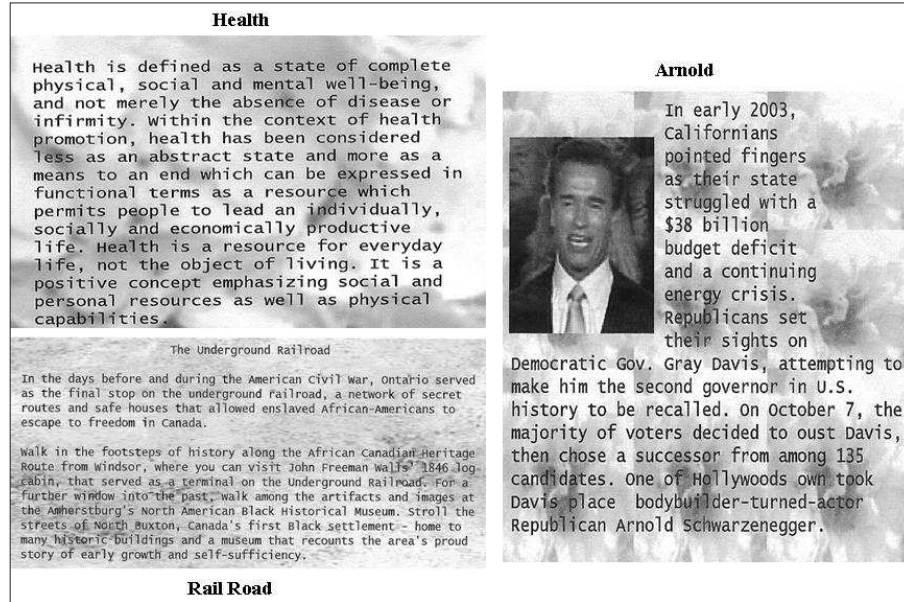 Health
Health is defined as a state of complete
physical, social and mental well-being,
and not merely the absence of disease or
infirmity. Within the context of health
promotion, health has been considered
less as an abstract state and more as a
means to an end which can be expressed in
functional terms as a resource which
permits people to lead an individually,
socially and economically productive
life. Health is a resource for everyday
life, not the object of living. It is a
positive concept emphasizing social and
personal resources as well as physical
capabilities.
The Underground Railroad
In the days before and during the American Civil War, Ontario served
as the final stop on the underground railroad, a network of secret
routes and safe houses that allowed enslaved African-Americans to
escape to freedom in Canada.
Walk in the footsteps of history along the African Canadian Heritage
Route from Windsor, where you can visit John Freeman Walls' 1846 log
cabin, that served as a terminal on the Underground Railroad. For a
further window into the past, walk among the artifacts and images at
the Amherstburg's North American Black Historical Museum. Stroll the
streets of North Buxton, Canada's first Black settlement - home to
many historic buildings and a museum that recounts the area's proud
story of early growth and self-sufficiency.
Rail Road
Arnold
In early 2003,
Californians
pointed fingers
as their state
struggled with a
$38 billion
budget deficit
and a continuing
energy crisis.
Republicans set
their sights on
Democratic Gov. Gray Davis, attempting to
make him the second governor in U.S.
history to be recalled. On October 7, the
majority of voters decided to oust Davis,
then chose a successor from among 135
candidates. One of Hollywoods own took
Davis place bodybuilder-turned-actor
Republican Arnold Schwarzenegger.